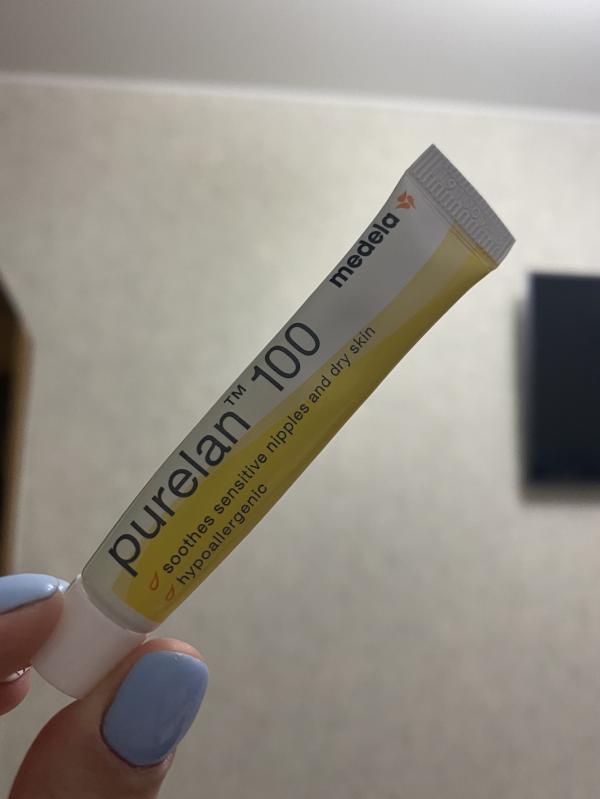 medela
purelan™ 100
soothes sensitive nipples and dry skin
hypoallergenic